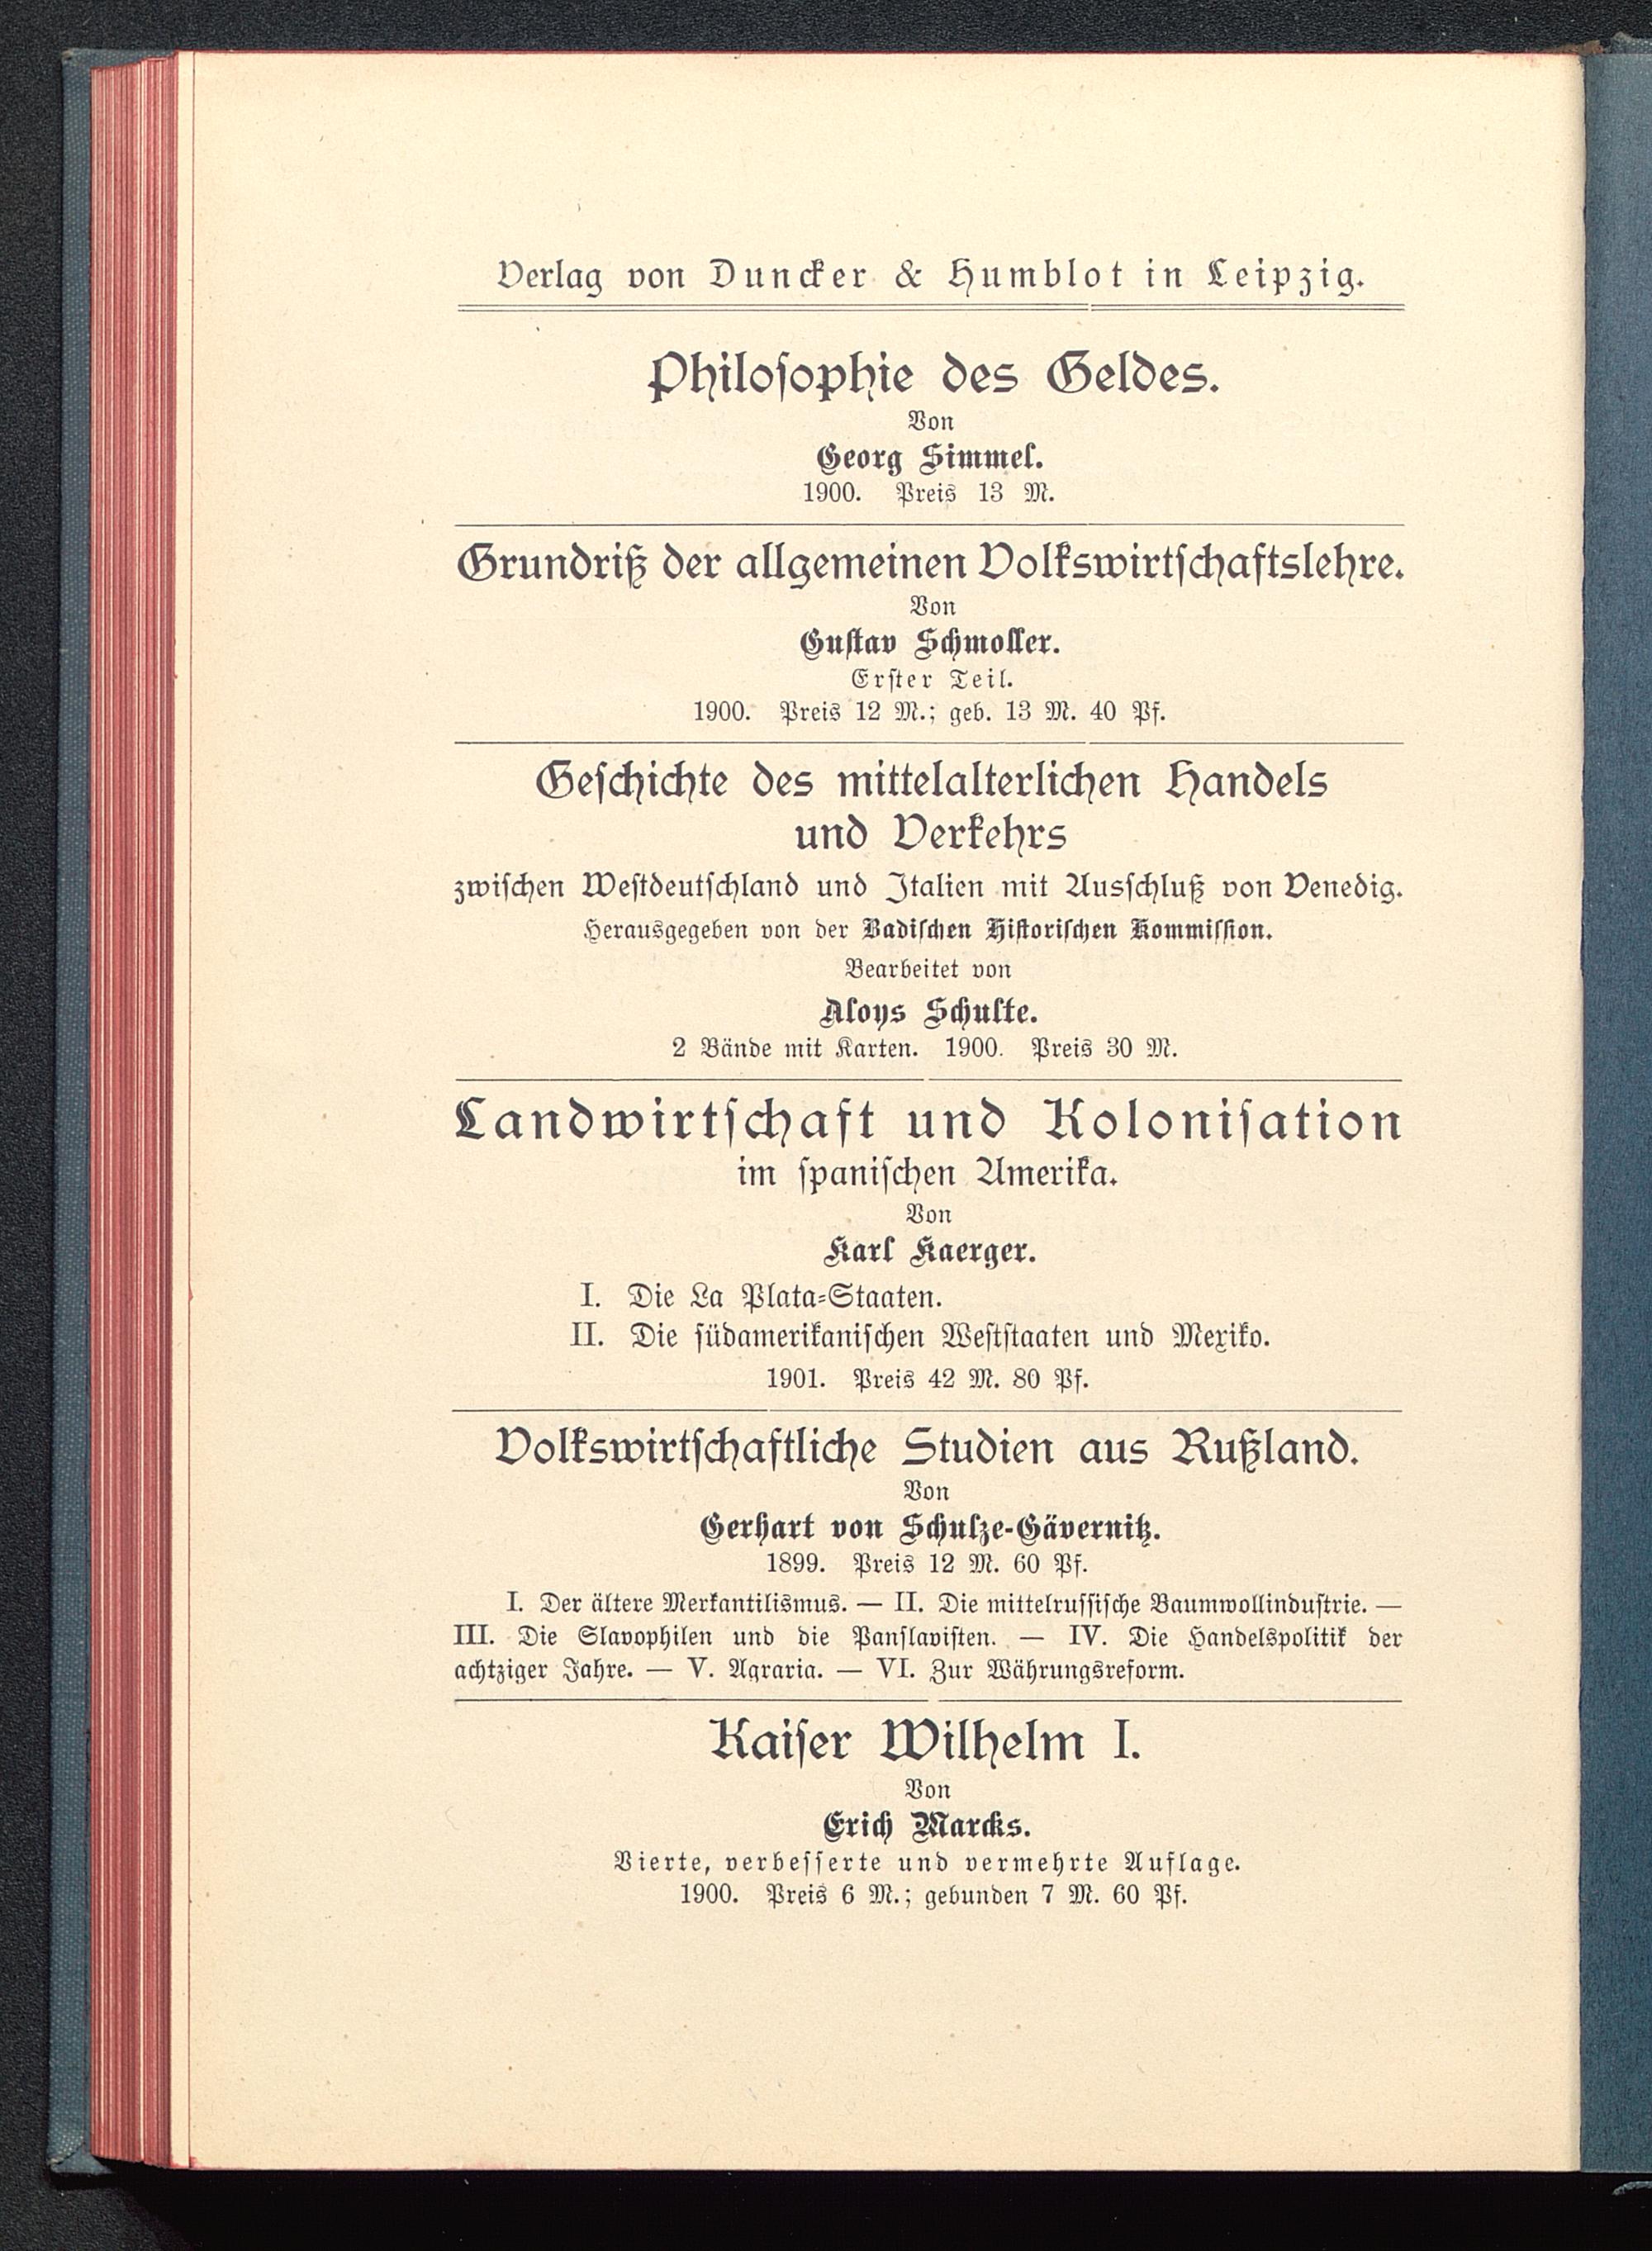 Verlag von Duncker & Humblot in Leipzig.
Philosophie des Geldes.
Von
Georg Simmel.
1900. Preis 13 M.
Grundriß der allgemeinen Volkswirtschaftslehre.
Von
Gustav Schmoller.
Erster Teil.
1900. Preis 12 M.; geb. 13 M. 40 Pf.
Geschichte des mittelalterlichen Handels
und Verkehrs
zwischen Westdeutschland und Italien mit Ausschluß von Venedig.
Herausgegeben von der Badischen Historischen Kommission.
Bearbeitet von
Aloys Schulte.
2 Bände mit Karten. 1900. Preis 30 M.
Landwirtschaft und Kolonisation
im spanischen Amerika.
Von
Karl Kaerger.
I. Die La Plata-Staaten.
II. Die südamerikanischen Weststaaten und Mexiko.
1901. Preis 42 M. 80 Pf.
Volkswirtschaftliche Studien aus Rußland.
Von
Gerhart von Schulze-Gävernitz.
1899. Preis 12 M. 60 Pf.
I. Der ältere Merkantilismus. — II. Die mittelrussische Baumwollindustrie. —
III. Die Slavophilen und die Panslavisten. — IV. Die Handelspolitik der
achtziger Jahre. — V. Agraria. — VI. Zur Währungsreform.
Kaiser Wilhelm I.
Von
Erich Marcks.
Vierte, verbesserte und vermehrte Auflage.
1900. Preis 6 M.; gebunden 7 M. 60 Pf.